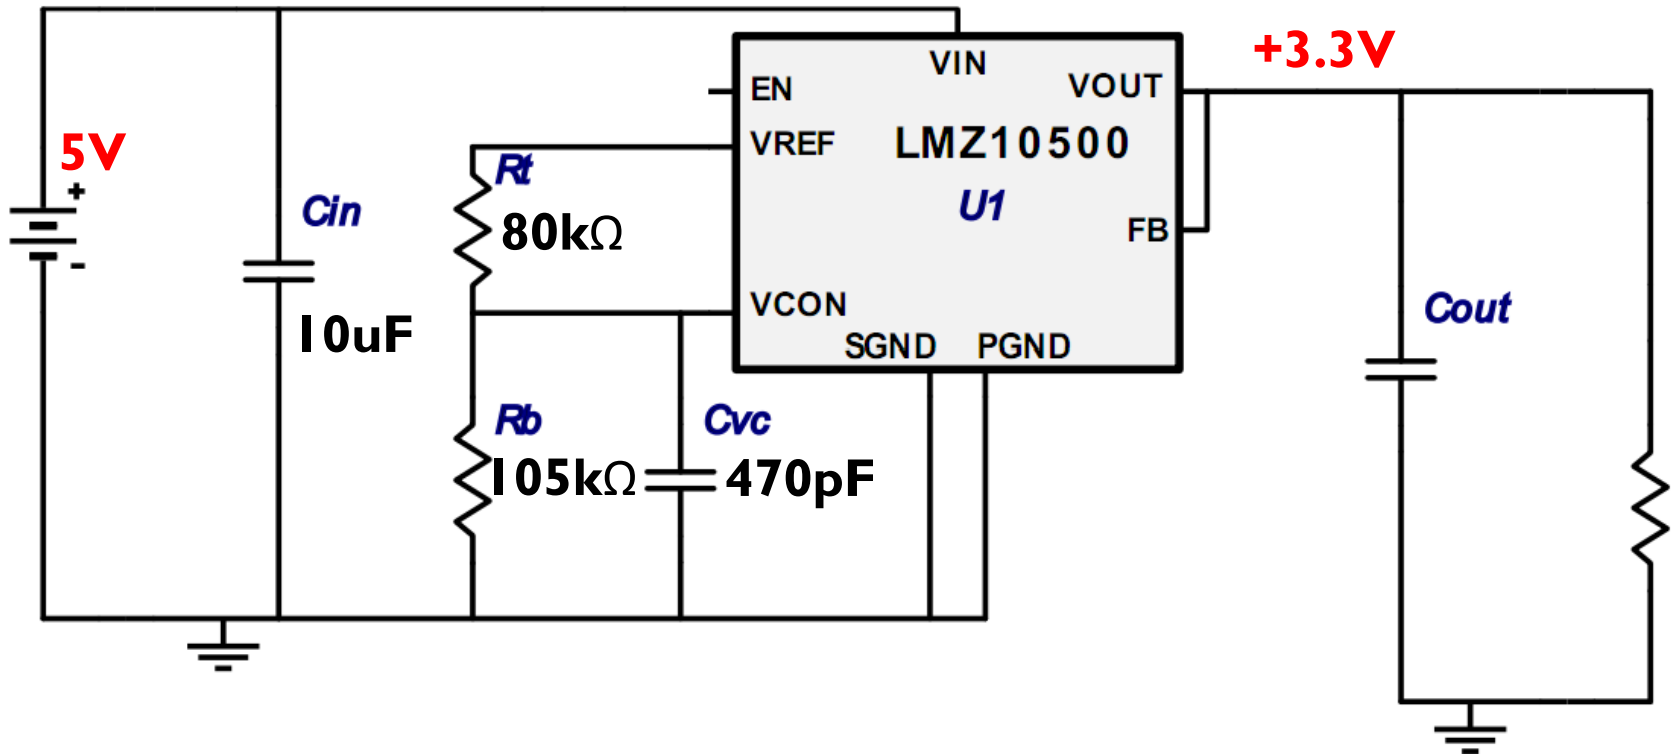 5V
+
-
Cin
10uF
Rt
80kΩ
Rb
105kΩ
Cvc
470pF
VIN
EN
VOUT
VREF
LMZ10500
U1
FB
VCON
SGND
PGND
+3.3V
Cout